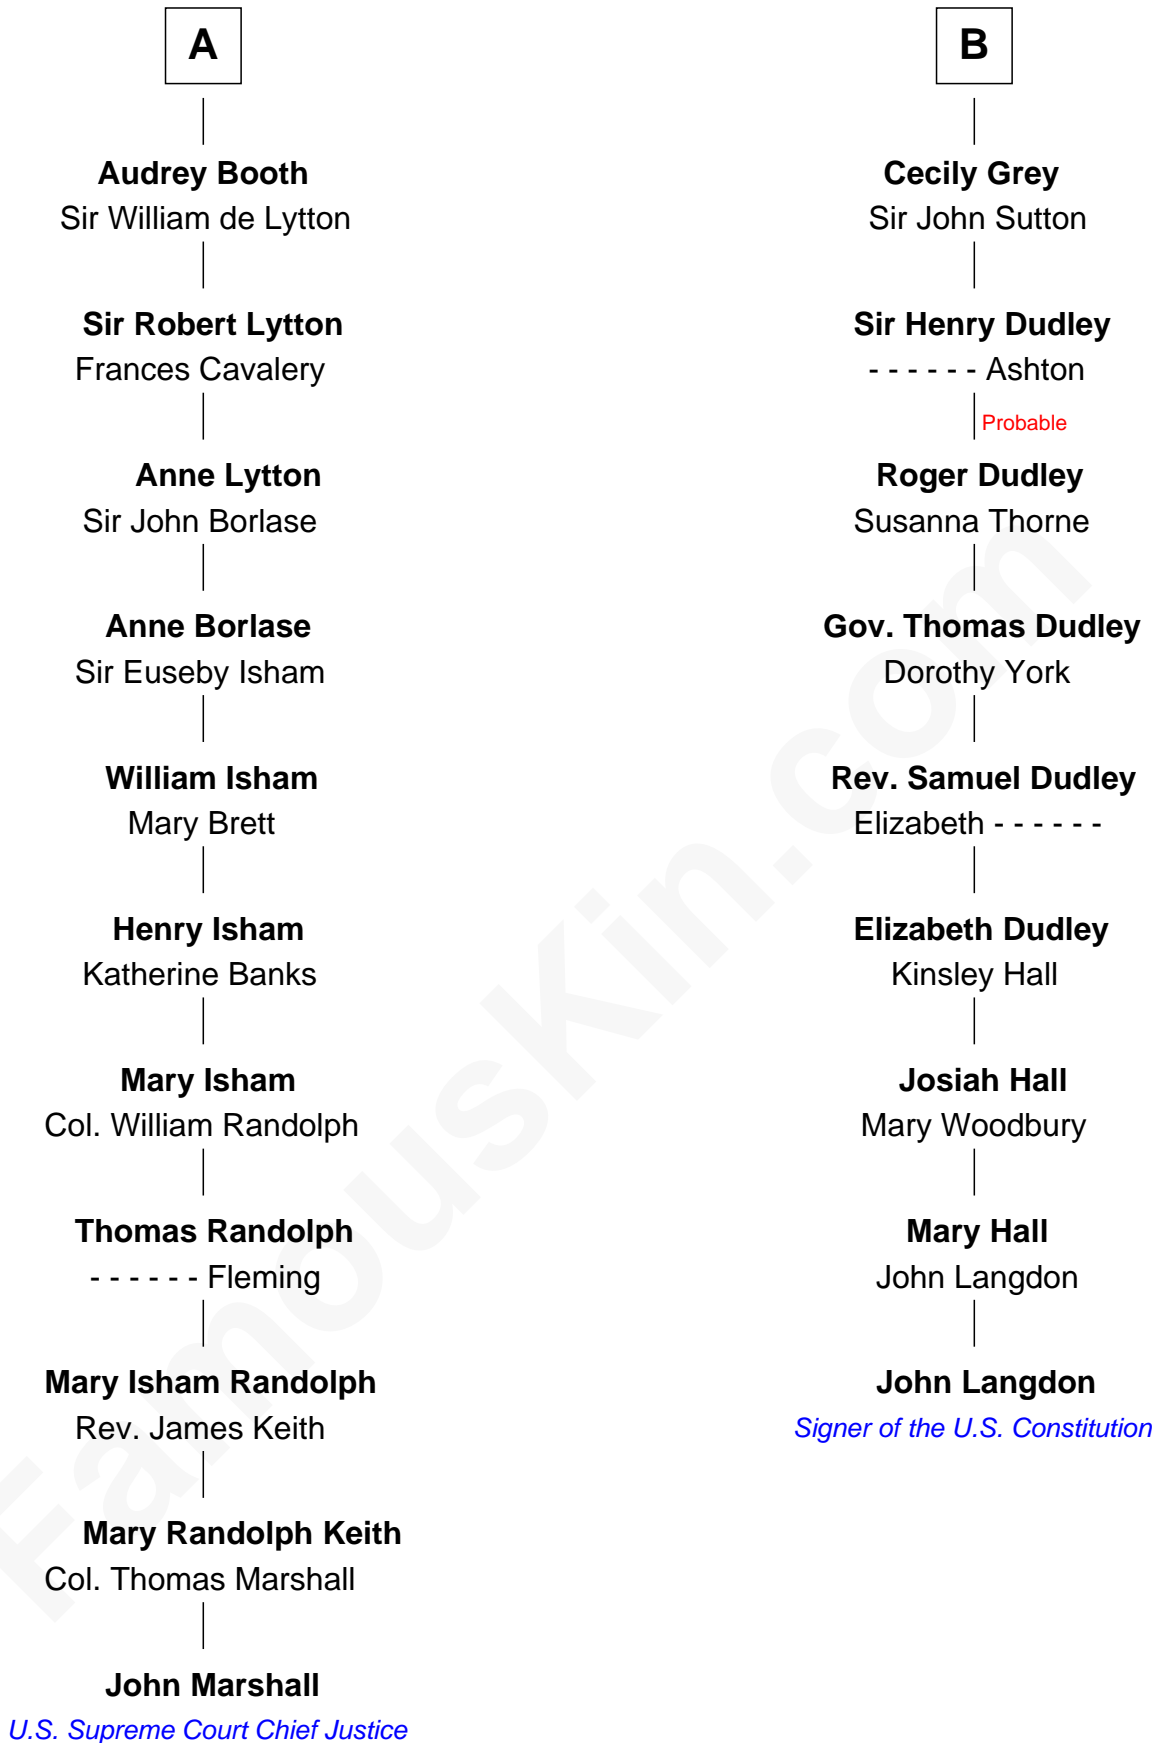 A
Audrey Booth
Sir William de Lytton
Sir Robert Lytton
Frances Cavalery
Anne Lytton
Sir John Borlase
Anne Borlase
Sir Euseby Isham
William Isham
Mary Brett
Henry Isham
Katherine Banks
Mary Isham
Col. William Randolph
Thomas Randolph
- - - - - - Fleming
Mary Isham Randolph
Rev. James Keith
Mary Randolph Keith
Col. Thomas Marshall
John Marshall
U.S. Supreme Court Chief Justice
B
Cecily Grey
Sir John Sutton
Sir Henry Dudley
- - - - - - Ashton
Probable
Roger Dudley
Susanna Thorne
Gov. Thomas Dudley
Dorothy York
Rev. Samuel Dudley
Elizabeth - - - - - -
Elizabeth Dudley
Kinsley Hall
Josiah Hall
Mary Woodbury
Mary Hall
John Langdon
John Langdon
Signer of the U.S. Constitution
FamousKin.com